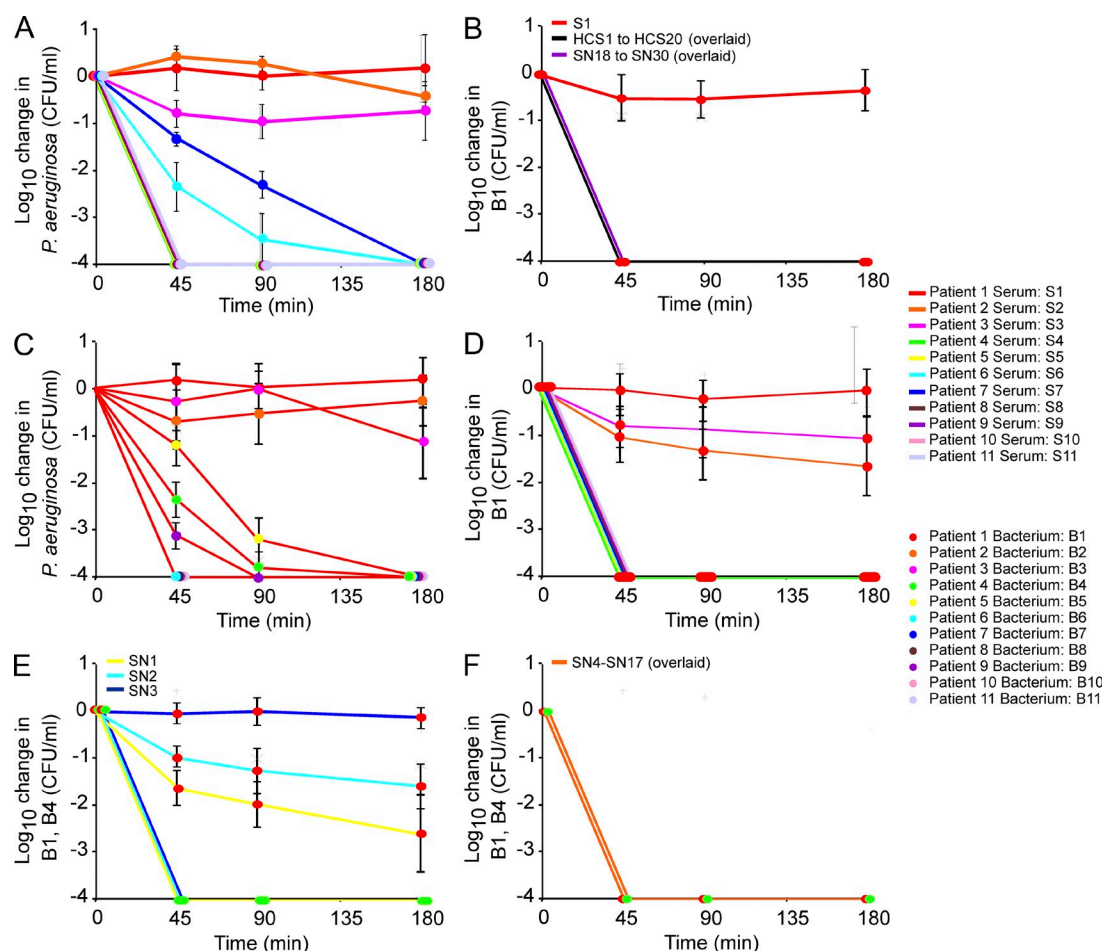 A
Log10 change in
P. aeruginosa (CFU/ml)
1
0
-1
-2
-3
-4
0 45 90 135 180
Time (min)
B
S1
HCS1 to HCS20 (overlaid)
SN18 to SN30 (overlaid)
Log10 change in
B1 (CFU/ml)
1
0
-1
-2
-3
-4
0 45 90 135 180
Time (min)
Patient 1 Serum: S1
Patient 2 Serum: S2
Patient 3 Serum: S3
Patient 4 Serum: S4
Patient 5 Serum: S5
Patient 6 Serum: S6
Patient 7 Serum: S7
Patient 8 Serum: S8
Patient 9 Serum: S9
Patient 10 Serum: S10
Patient 11 Serum: S11
C
Log10 change in
P. aeruginosa (CFU/ml)
1
0
-1
-2
-3
-4
0 45 90 135 180
Time (min)
D
Log10 change in
B1 (CFU/ml)
1
0
-1
-2
-3
-4
0 45 90 135 180
Time (min)
Patient 1 Bacterium: B1
Patient 2 Bacterium: B2
Patient 3 Bacterium: B3
Patient 4 Bacterium: B4
Patient 5 Bacterium: B5
Patient 6 Bacterium: B6
Patient 7 Bacterium: B7
Patient 8 Bacterium: B8
Patient 9 Bacterium: B9
Patient 10 Bacterium: B10
Patient 11 Bacterium: B11
E
SN1
SN2
SN3
Log10 change in
B1, B4 (CFU/ml)
1
0
-1
-2
-3
-4
0 45 90 135 180
Time (min)
F
SN4-SN17 (overlaid)
Log10 change in
B1, B4 (CFU/ml)
1
0
-1
-2
-3
-4
0 45 90 135 180
Time (min)